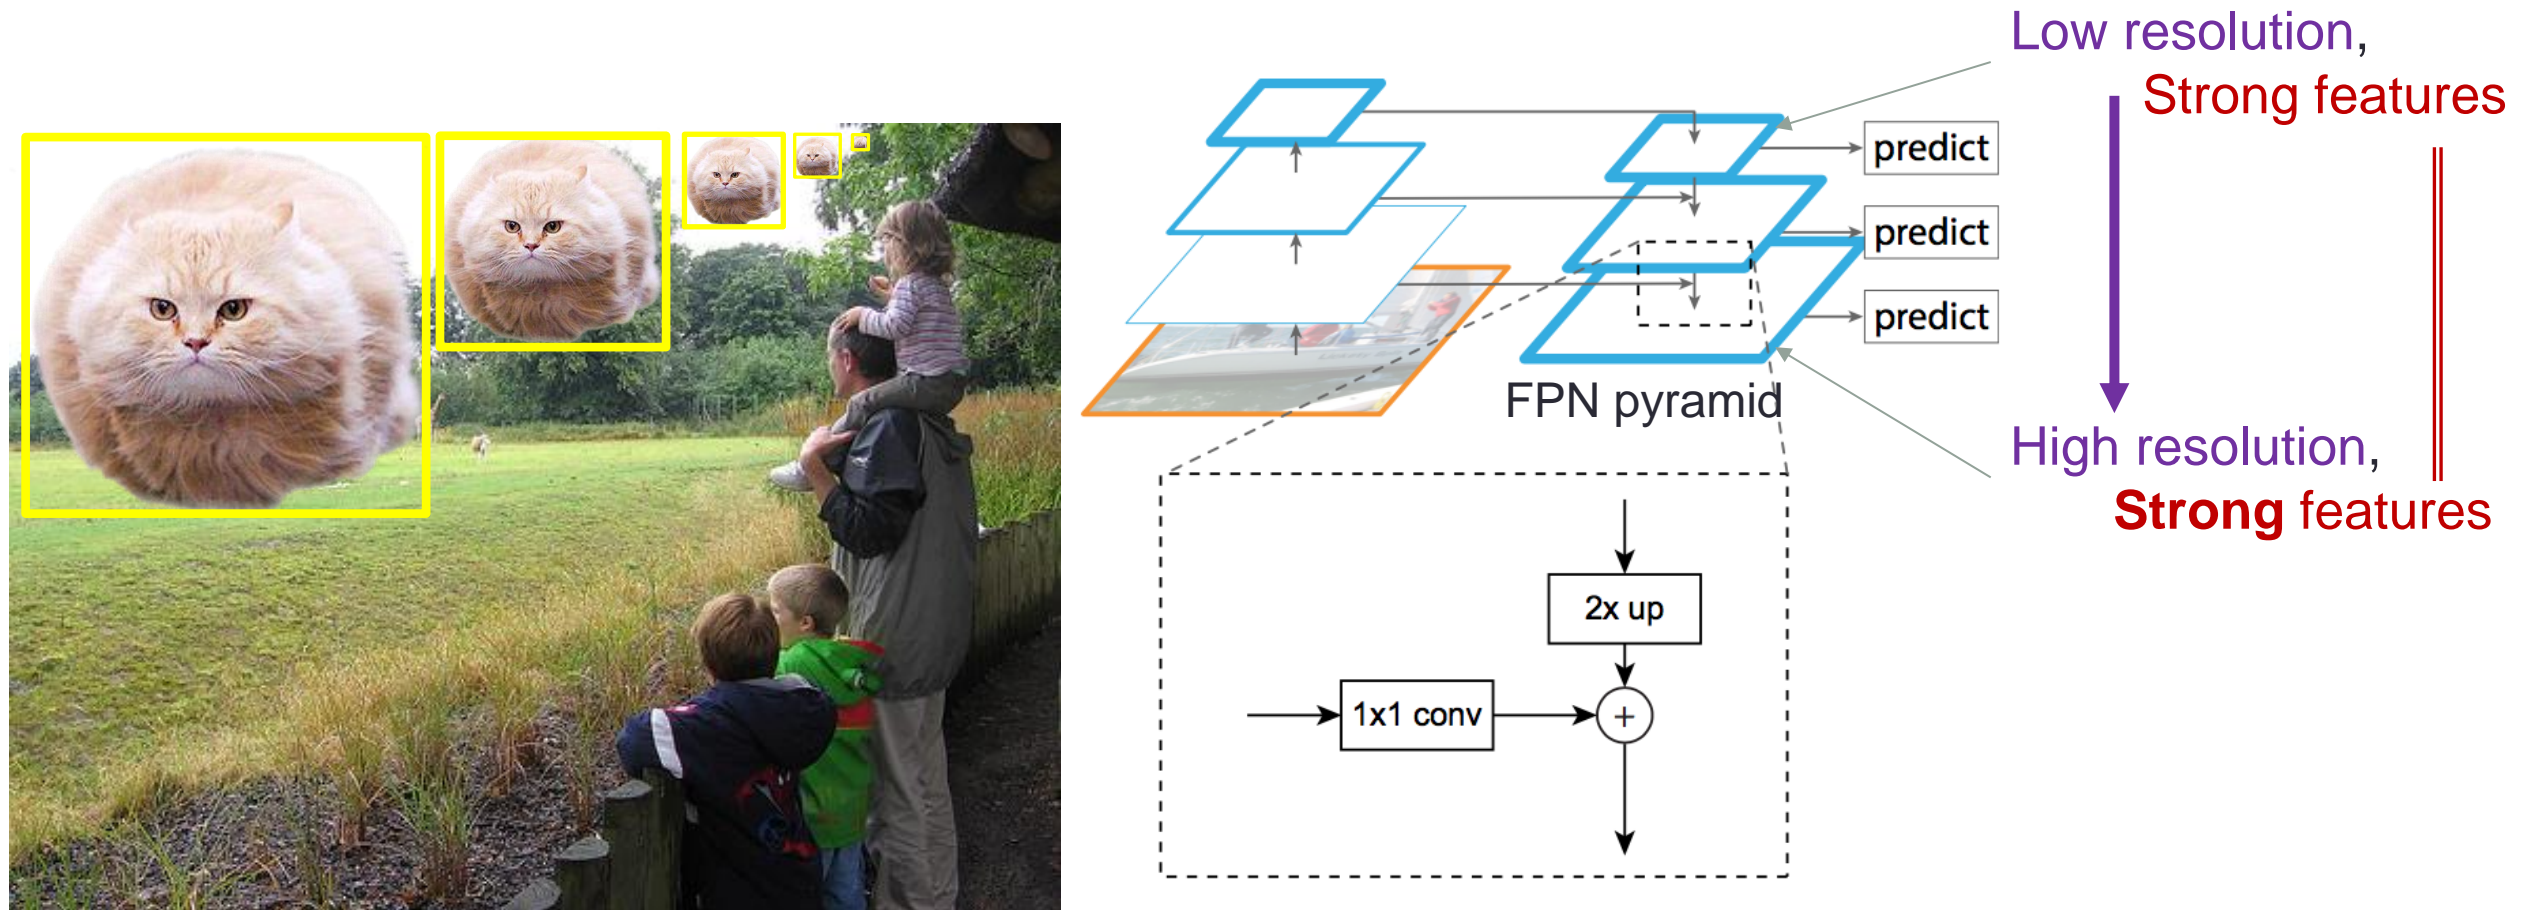 Low resolution,
Strong features
predict
predict
predict
FPN pyramid
High resolution,
Strong features
2x up
1x1 conv
+